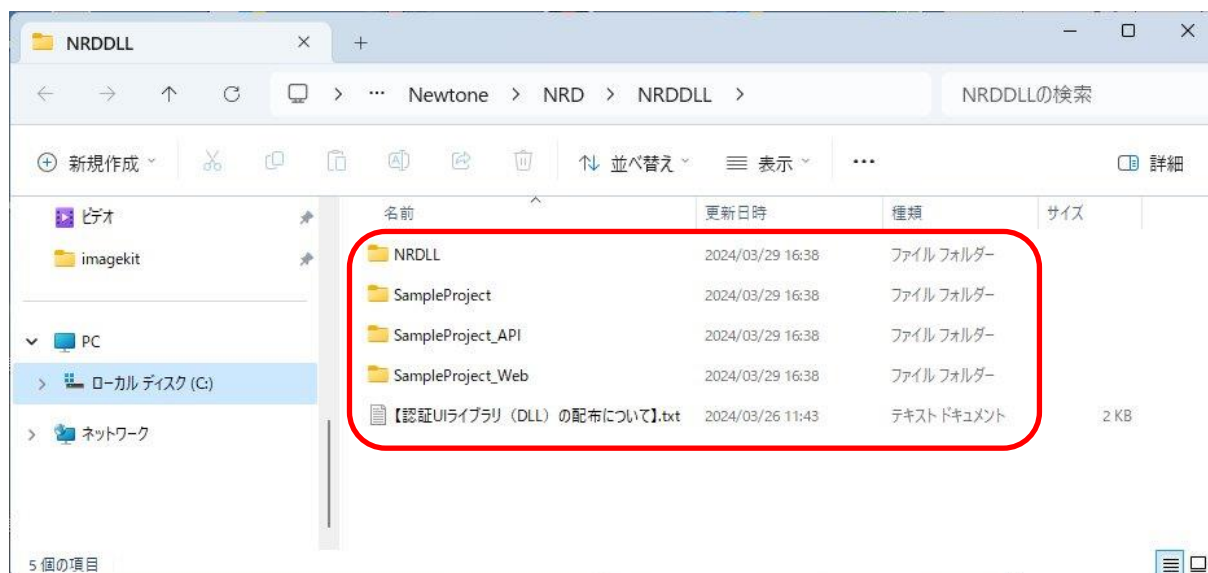 NRDDLL
Newtone > NRD > NRDDLL >
NRDDLLの検索
新規作成
並べ替え
表示
詳細
ビデオ
imagekit
PC
ローカル ディスク (C:)
ネットワーク
名前 更新日時 種類 サイズ
NRDLL 2024/03/29 16:38 ファイル フォルダー
SampleProject 2024/03/29 16:38 ファイル フォルダー
SampleProject_API 2024/03/29 16:38 ファイル フォルダー
SampleProject_Web 2024/03/29 16:38 ファイル フォルダー
【認証UIライブラリ（DLL）の配布について】.txt 2024/03/26 11:43 テキスト ドキュメント 2 KB
5 個の項目